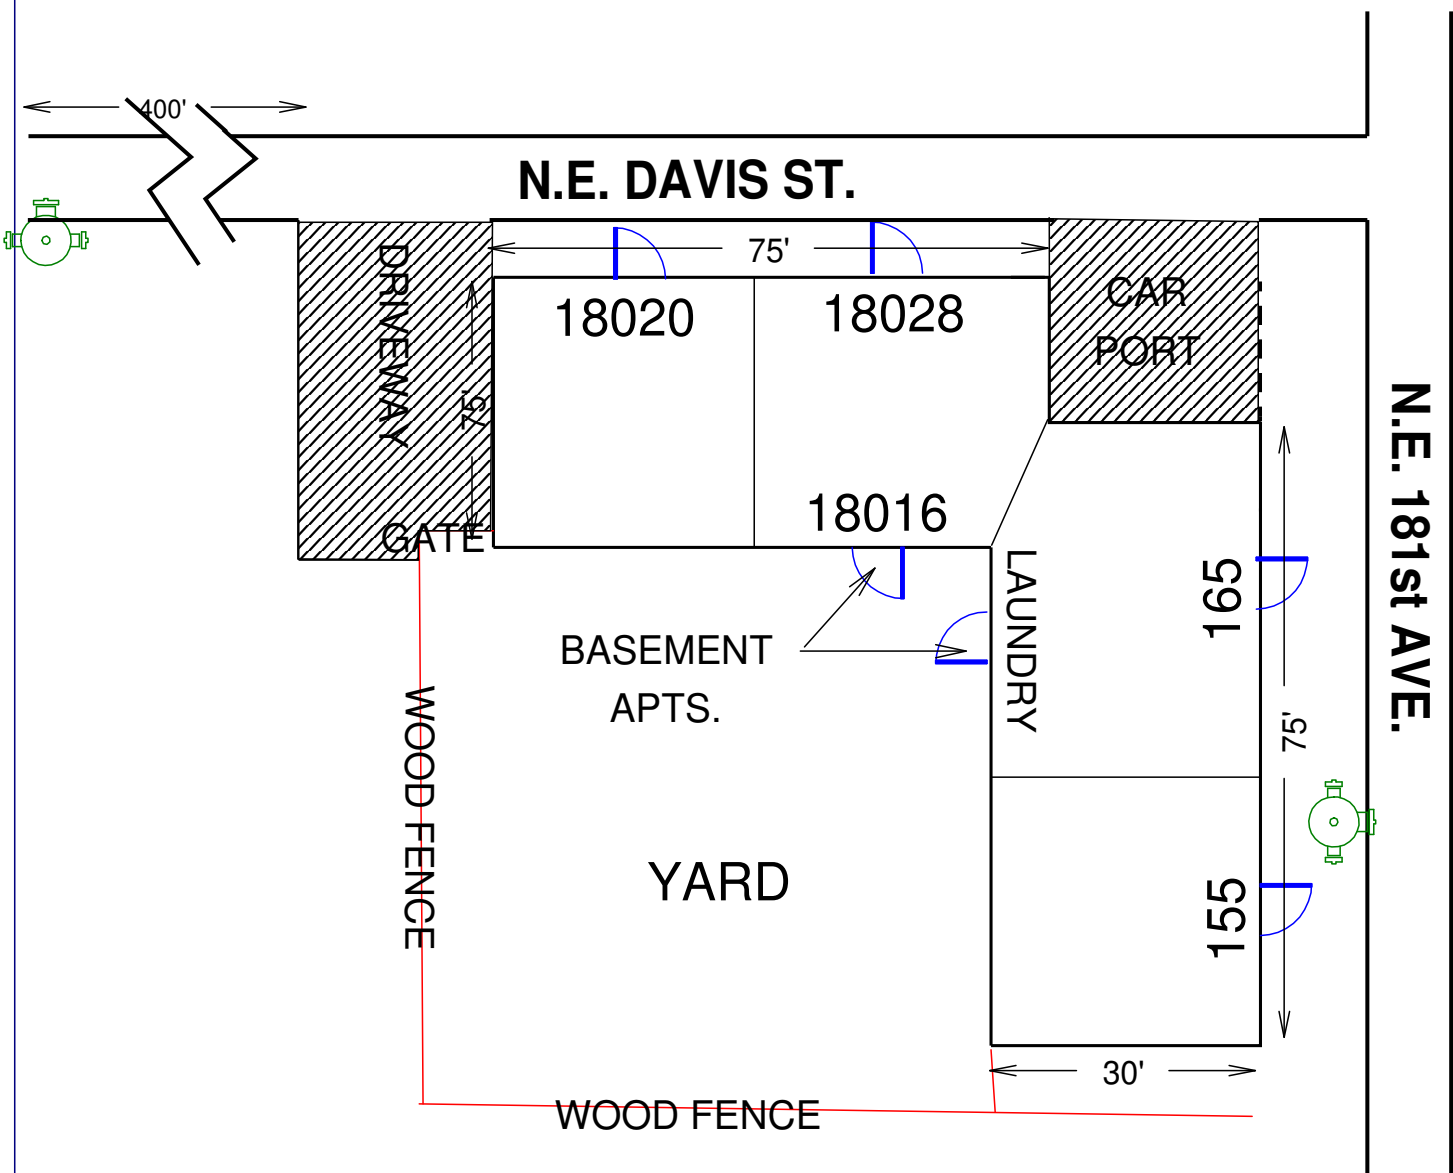 400'
N.E. DAVIS ST.
DRIVEWAY
75'
CAR
PORT
18020
18028
75'
GATE
18016
N.E. 181st AVE.
LAUNDRY
165
BASEMENT
APTS.
WOOD FENCE
75'
YARD
155
30'
WOOD FENCE